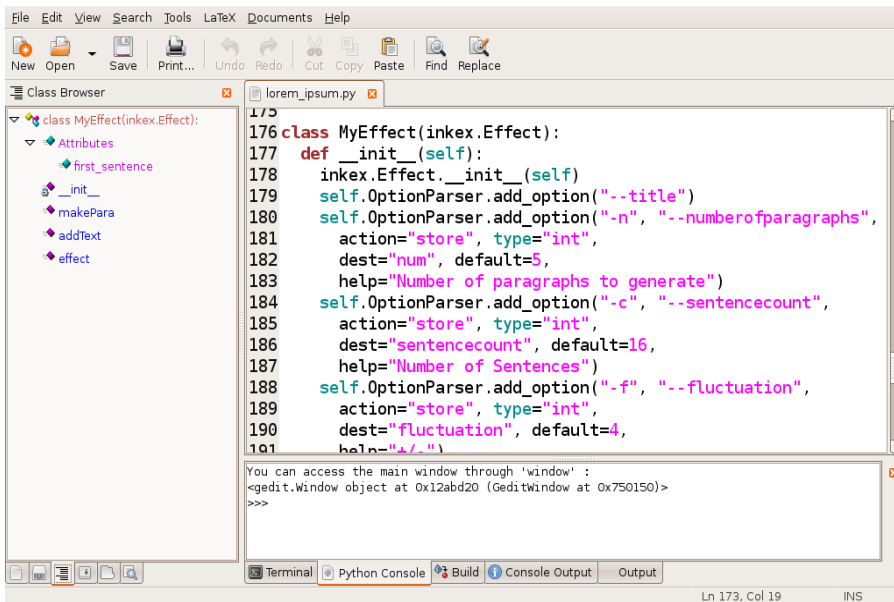 File Edit View Search Tools LaTeX Documents Help
New Open Save Print... Undo Redo Cut Copy Paste Find Replace
Class Browser
lorem_ipsum.py
class MyEffect(inkex.Effect):
Attributes
first_sentence
__init__
makePara
addText
effect
175
176 class MyEffect(inkex.Effect):
177 def __init__(self):
178 inkex.Effect.__init__(self)
179 self.OptionParser.add_option("--title")
180 self.OptionParser.add_option("-n", "--numberofparagraphs",
181 action="store", type="int",
182 dest="num", default=5,
183 help="Number of paragraphs to generate")
184 self.OptionParser.add_option("-c", "--sentencecount",
185 action="store", type="int",
186 dest="sentencecount", default=16,
187 help="Number of Sentences")
188 self.OptionParser.add_option("-f", "--fluctuation",
189 action="store", type="int",
190 dest="fluctuation", default=4,
191 help="+/-")
You can access the main window through 'window' :
<gedit.Window object at 0x12abd20 (GeditWindow at 0x750150)>
>>>
Terminal Python Console Build Console Output Output
Ln 173, Col 19 INS